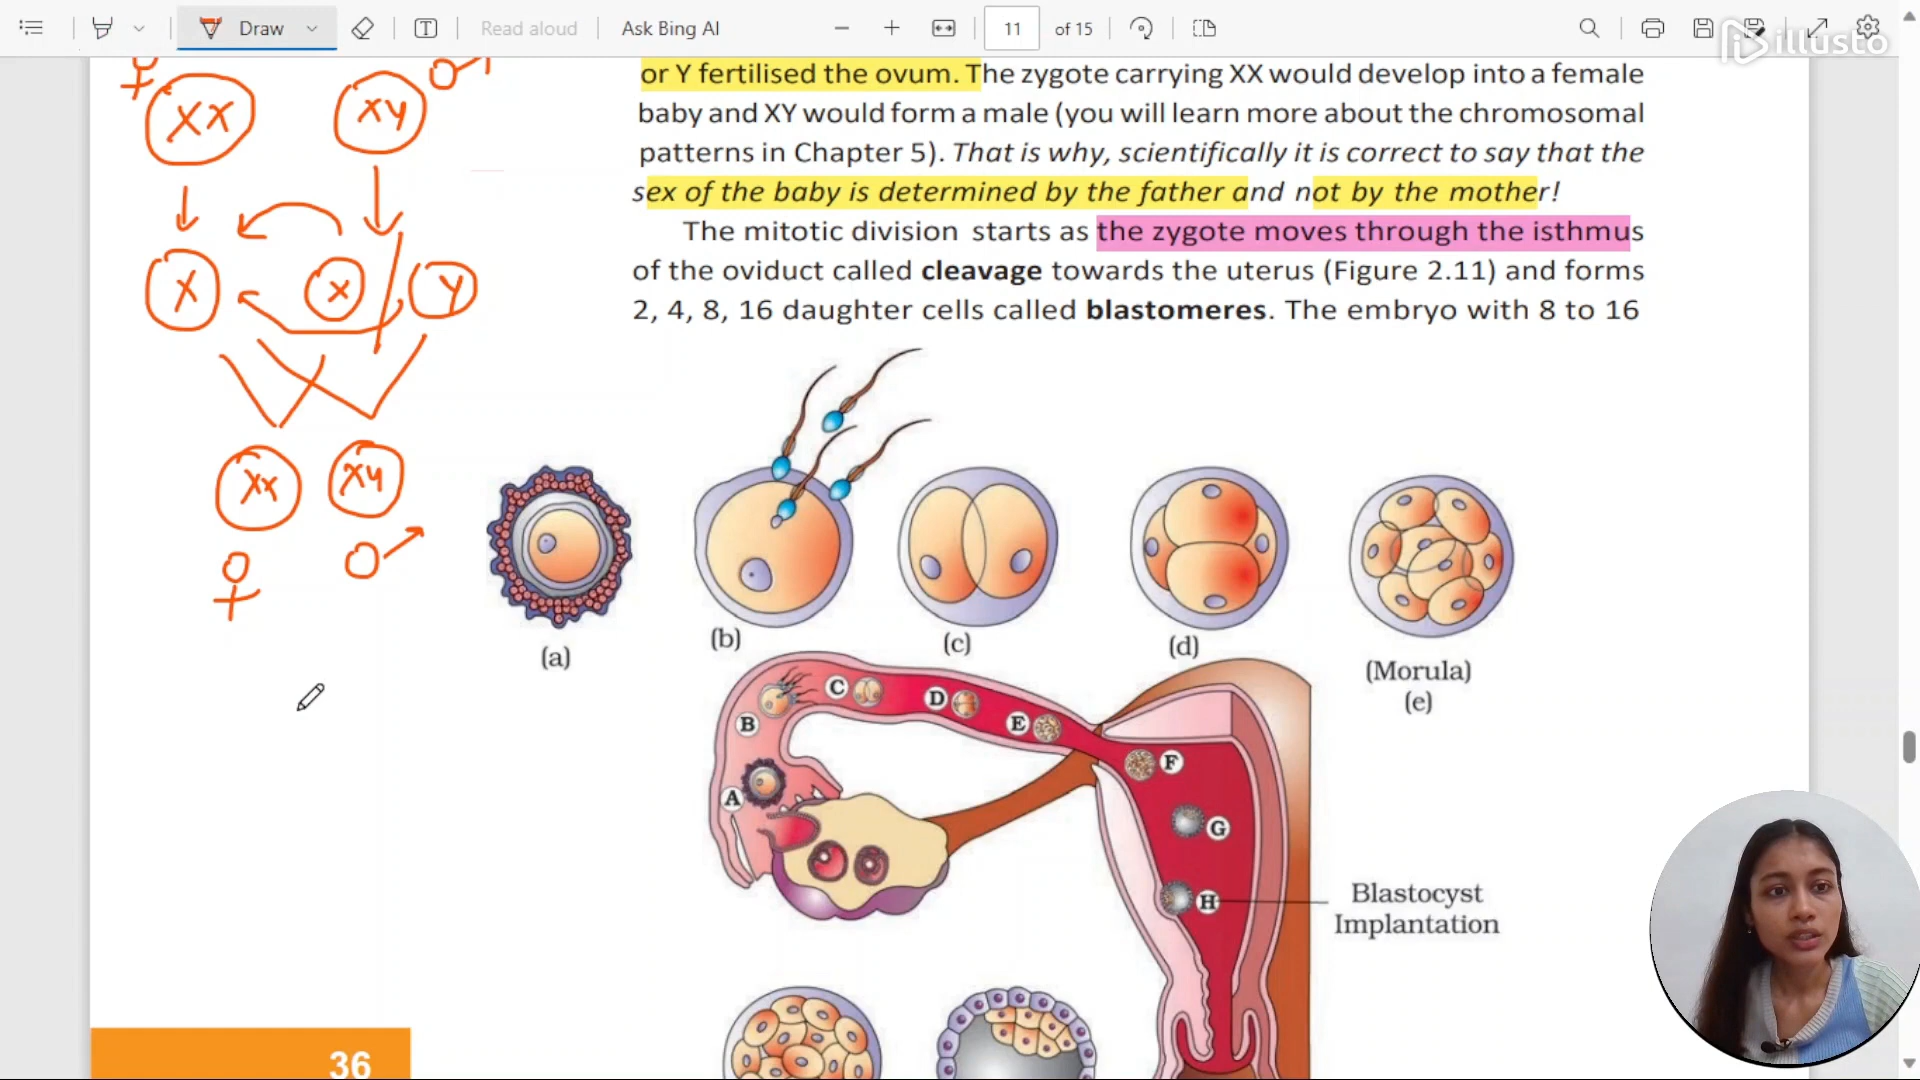 Draw
Read aloud
Ask Bing AI
11
of 15
illusto
XX
XY
X
X
Y
XX
XY
or Y fertilised the ovum. The zygote carrying XX would develop into a female
baby and XY would form a male (you will learn more about the chromosomal
patterns in Chapter 5). That is why, scientifically it is correct to say that the
sex of the baby is determined by the father and not by the mother!
The mitotic division starts as the zygote moves through the isthmus
of the oviduct called cleavage towards the uterus (Figure 2.11) and forms
2, 4, 8, 16 daughter cells called blastomeres. The embryo with 8 to 16
(a)
(b)
(c)
(d)
(Morula)
(e)
A
B
C
D
E
F
G
H
Blastocyst
Implantation
36